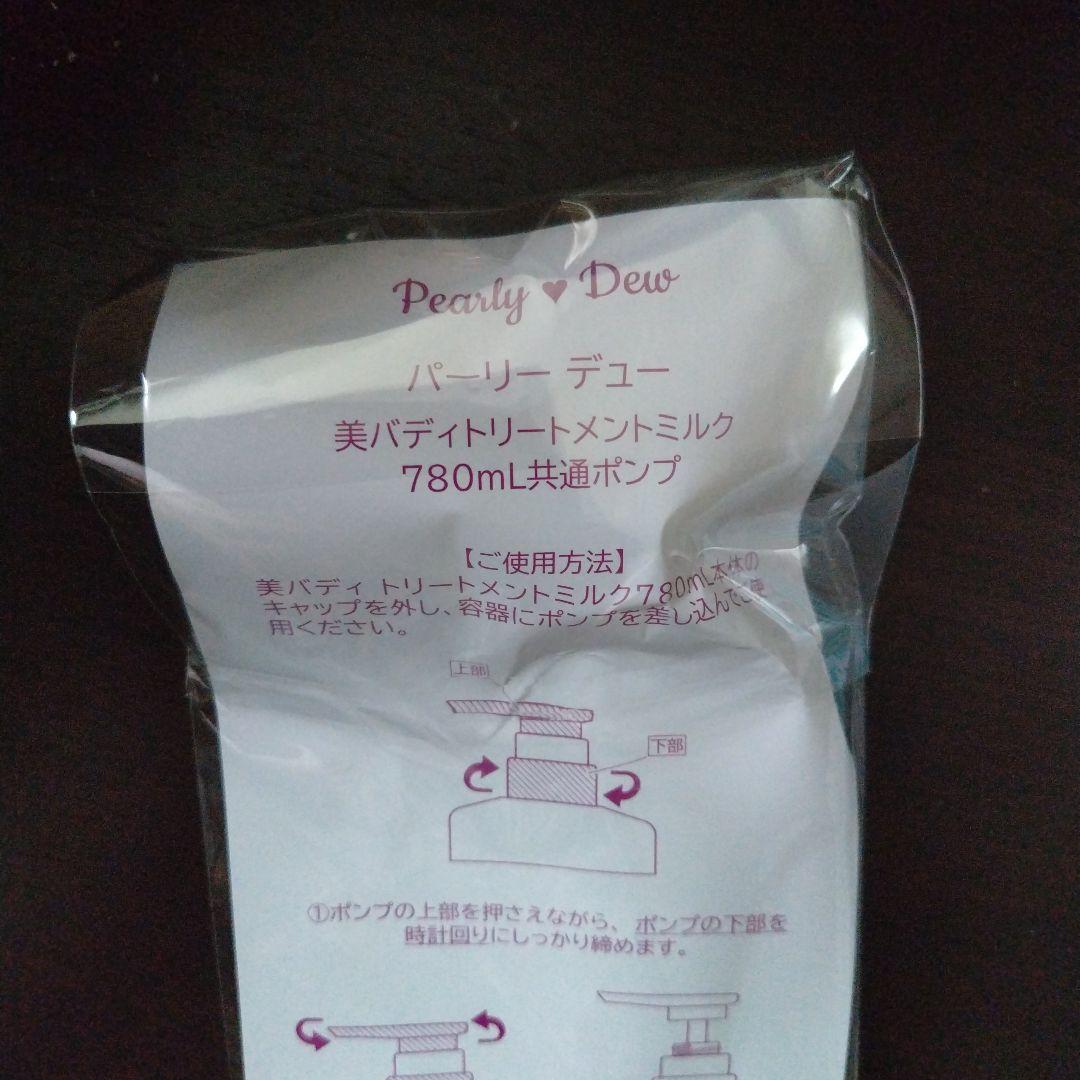 Pearly ♥ Dew
パーリー デュー
美バディトリートメントミルク
780mL共通ポンプ
【ご使用方法】
美バディ トリートメントミルク780mL本体の
キャップを外し、容器にポンプを差し込んでご使
用ください。
上部
下部
①ポンプの上部を押さえながら、ポンプの下部を
時計回りにしっかり締めます。